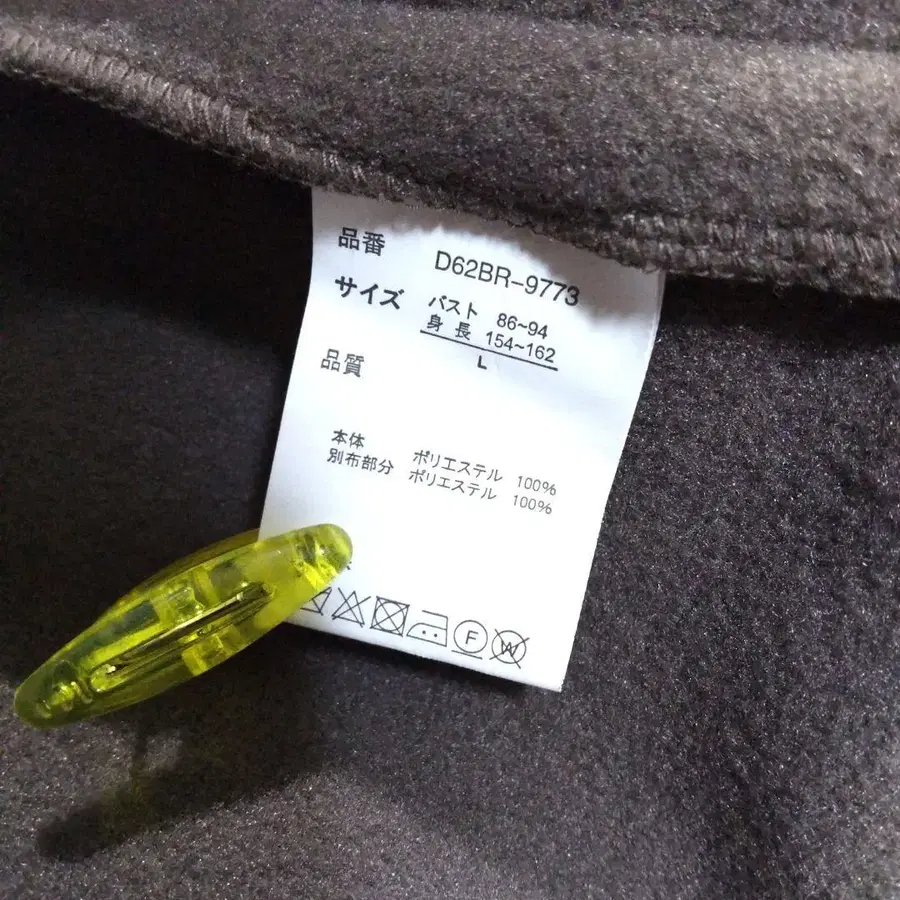 品番 D62BR-9773
サイズ バスト 86~94
身長 154~162
L
品質
本体 ポリエステル 100%
別布部分 ポリエステル 100%
F W